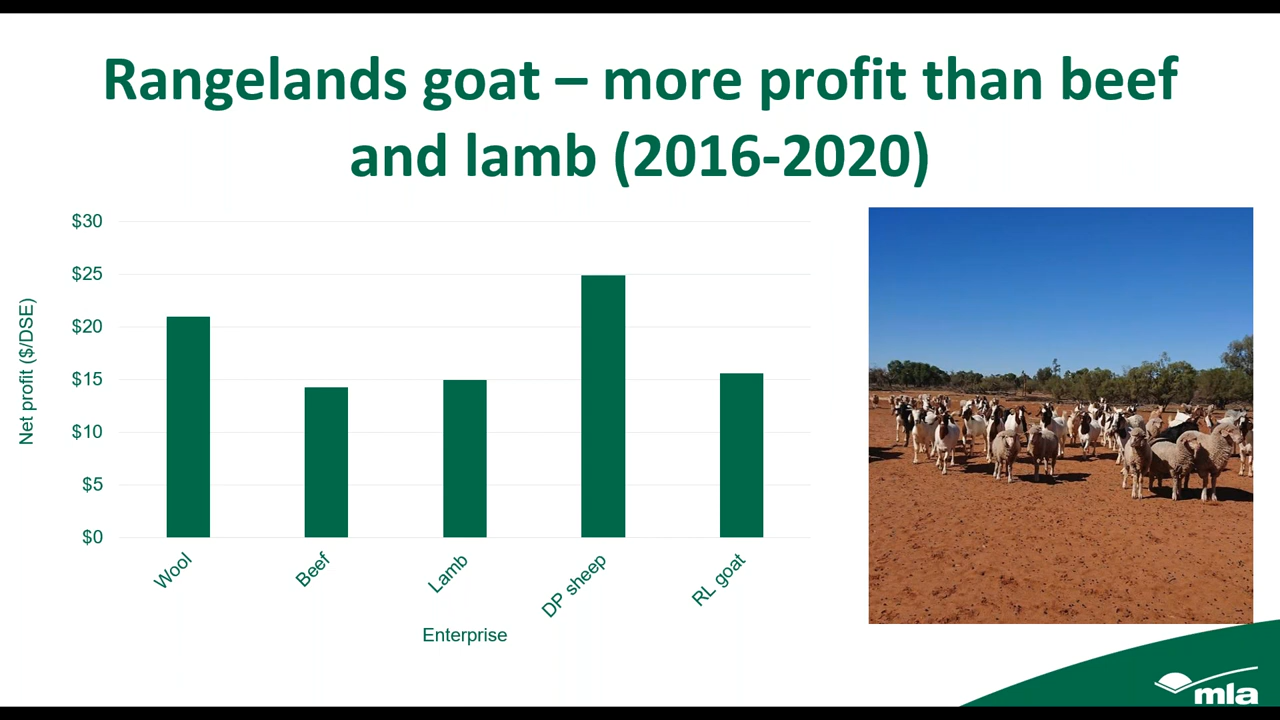 Rangelands goat – more profit than beef
and lamb (2016-2020)
$30
$25
$20
$15
$10
$5
$0
Net profit ($/DSE)
Wool
Beef
Lamb
DP sheep
RL goat
Enterprise
mla